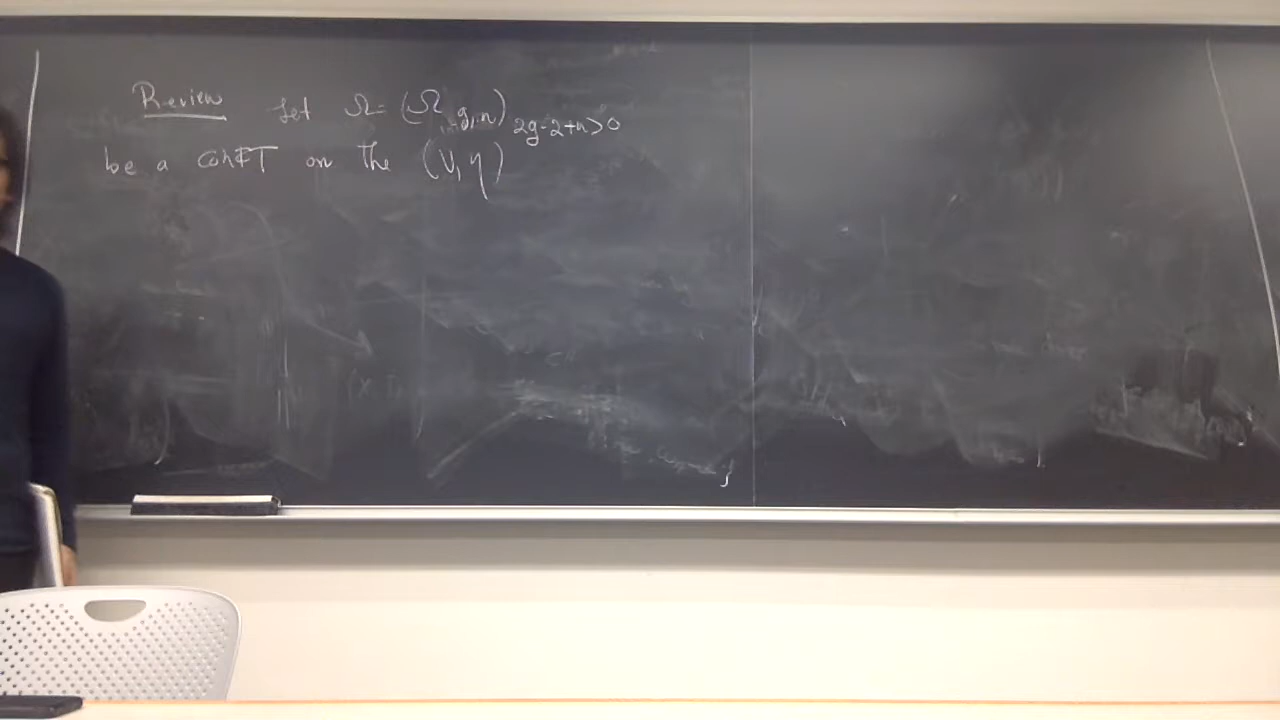 Review Let Ω = (Ω_{g,n})_{2g-2+n>0}
be a CohFT on the (V, η)